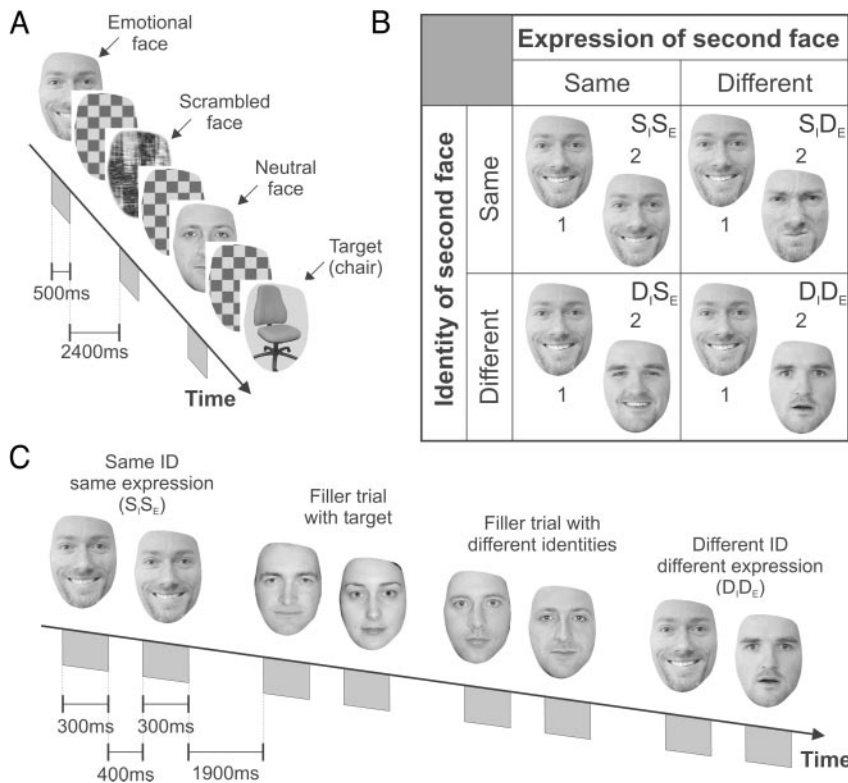 A
Emotional
face
Scrambled
face
Neutral
face
Target
(chair)
500ms
2400ms
Time
B
Expression of second face
Same
Different
Identity of second face
Same
Different
SISE
2
1
SIDE
2
1
DISE
2
1
DIDE
2
1
C
Same ID
same expression
(SISE)
Filler trial
with target
Filler trial with
different identities
Different ID
different expression
(DIDE)
300ms
300ms
400ms
1900ms
Time